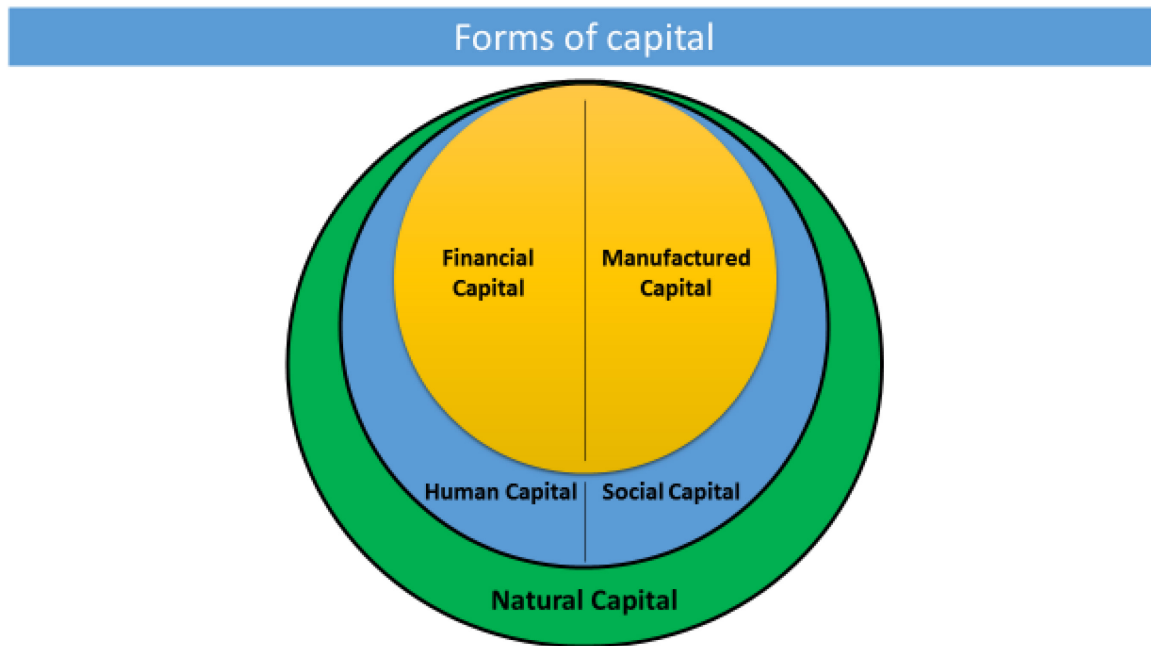 Forms of capital
Financial
Capital
Manufactured
Capital
Human Capital
Social Capital
Natural Capital